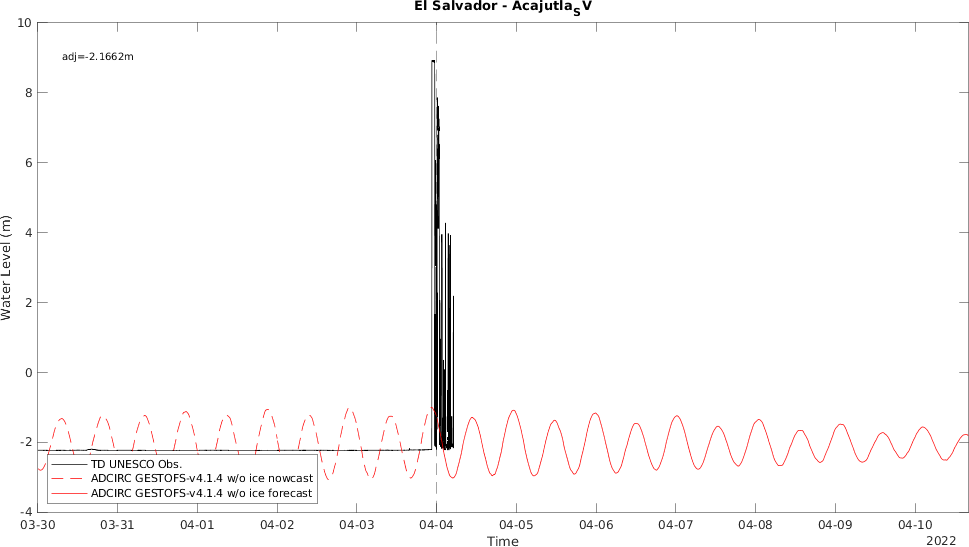 El Salvador - AcajutlaSV
adj=-2.1662m
10
8
6
4
2
0
-2
-4
Water Level (m)
TD UNESCO Obs.
ADCIRC GESTOFS-v4.1.4 w/o ice nowcast
ADCIRC GESTOFS-v4.1.4 w/o ice forecast
03-30 03-31 04-01 04-02 04-03 04-04 04-05 04-06 04-07 04-08 04-09 04-10
Time
2022